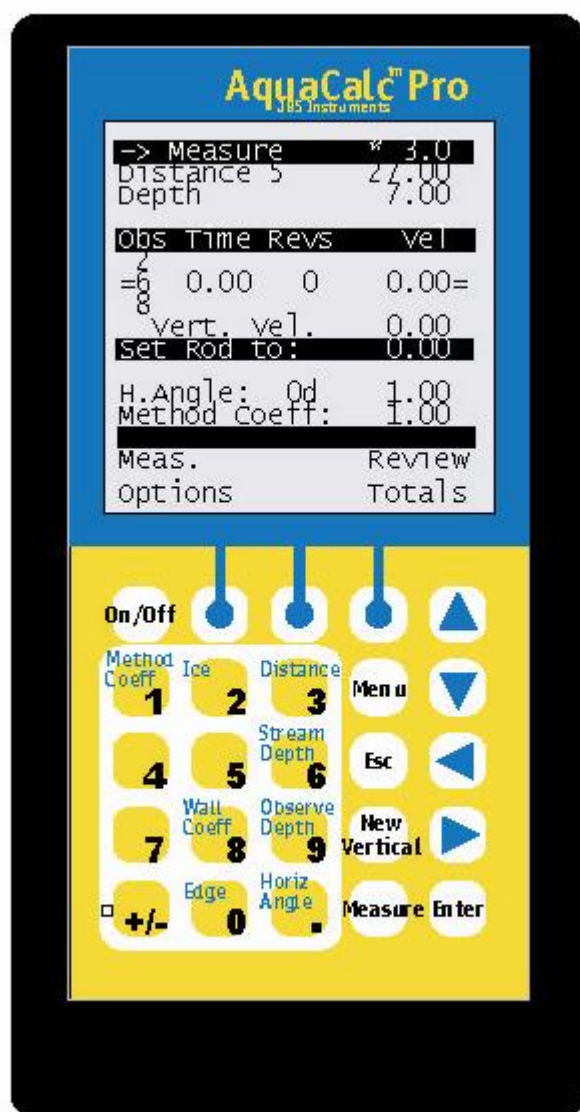 AquaCalc™ Pro
JBS Instruments
-> Measure * 3.0
Distance 5 27.00
Depth 7.00
Obs Time Revs Vel
2
=6 0.00 0 0.00=
8
Vert. Vel. 0.00
Set Rod to: 0.00
H.Angle: 0d 1.00
Method Coeff: 1.00
Meas. Review
Options Totals
On/Off
Method Coeff 1
Ice 2
Distance 3
Menu
4
5
Stream Depth 6
Esc
7
Wall Coeff 8
Observe Depth 9
New Vertical
+/-
Edge 0
Horiz Angle .
Measure
Enter